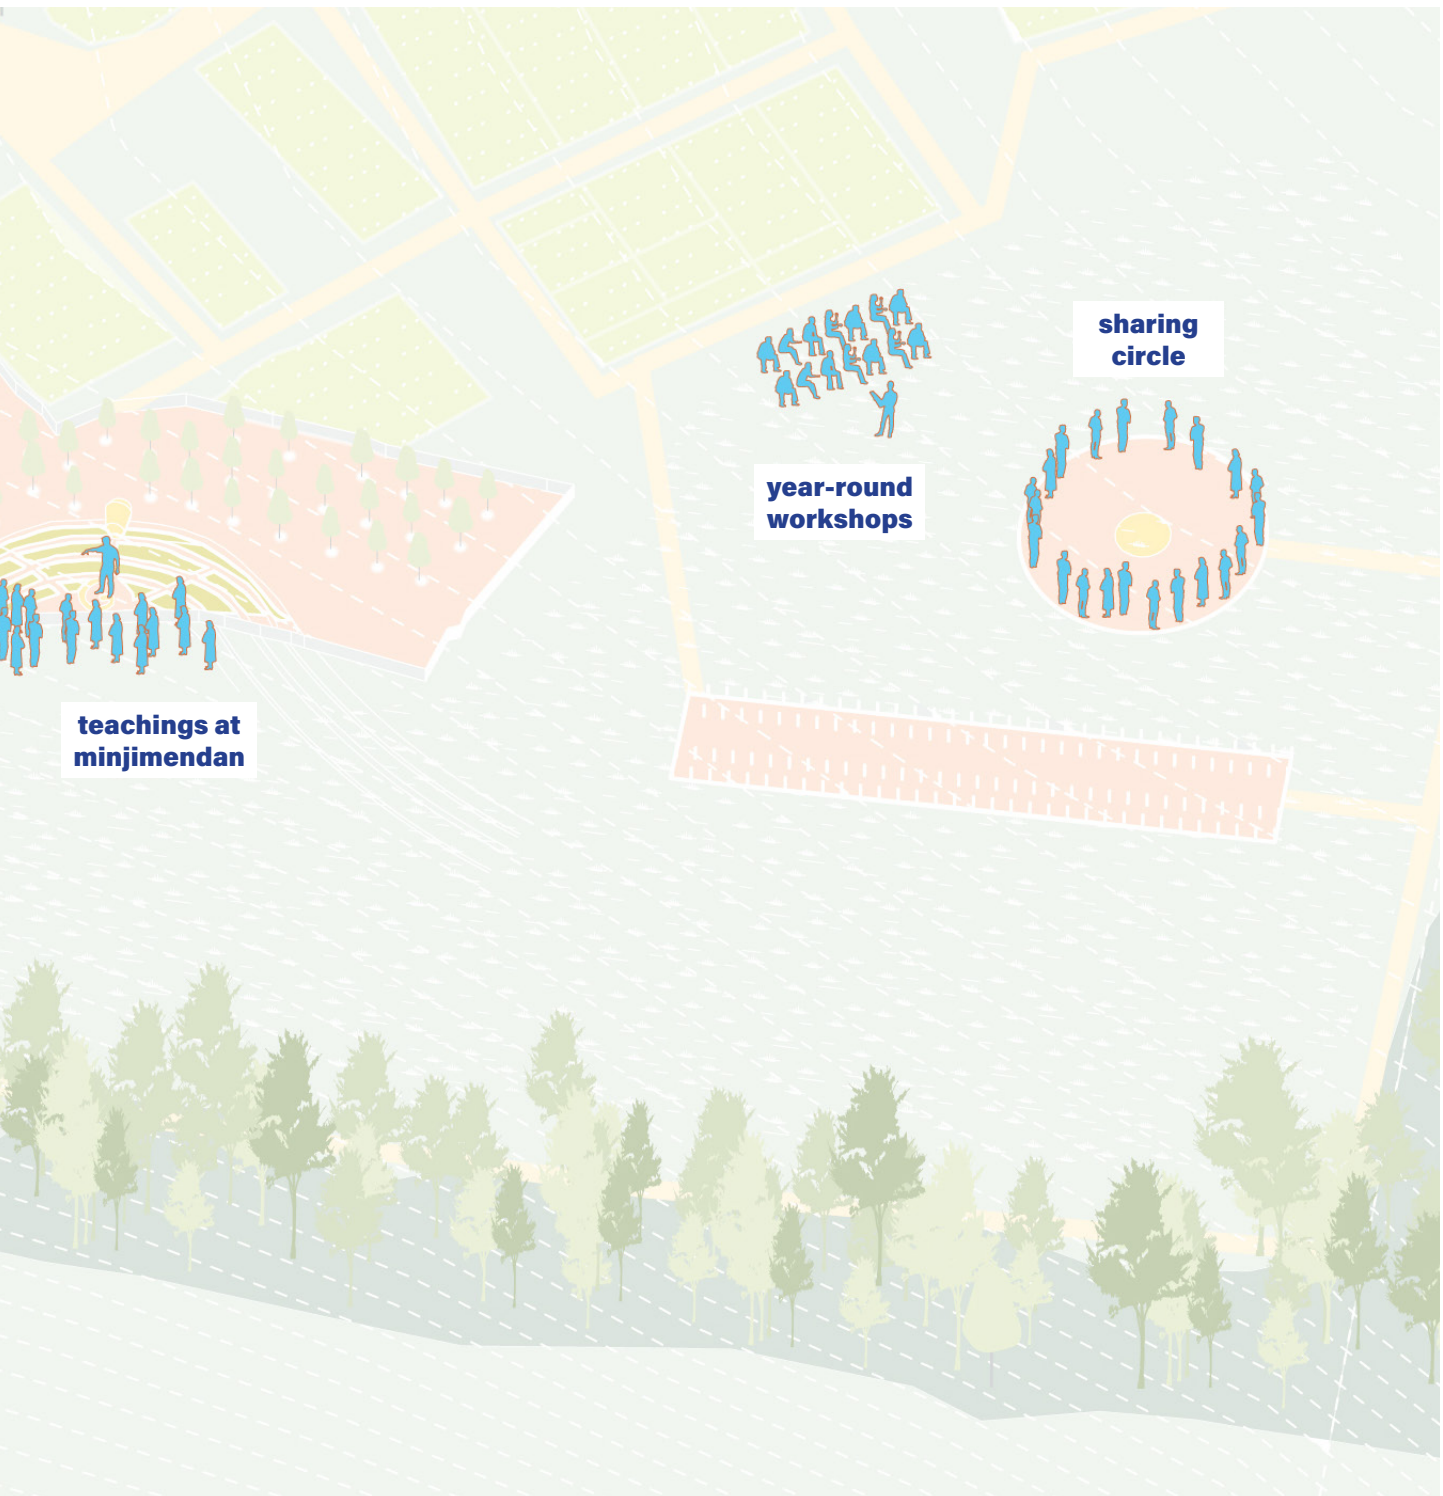 sharing
circle
year-round
workshops
teachings at
minjimendan